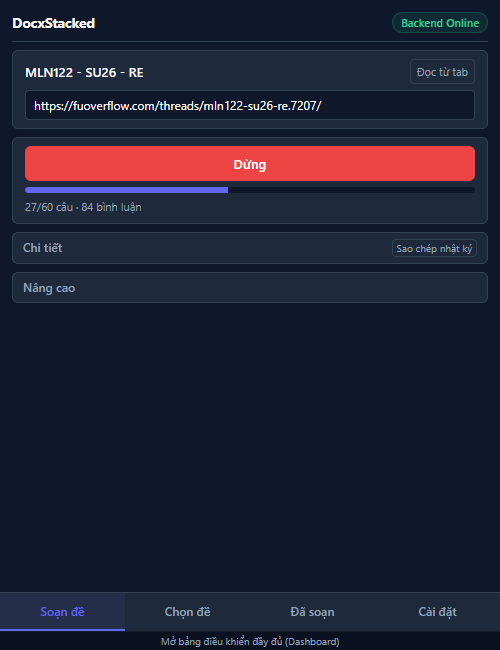 DocxStacked
Backend Online
MLN122 - SU26 - RE
Đọc từ tab
https://fuoverflow.com/threads/mln122-su26-re.7207/
Dừng
27/60 câu · 84 bình luận
Chi tiết
Sao chép nhật ký
Nâng cao
Soạn đề
Chọn đề
Đã soạn
Cài đặt
Mở bảng điều khiển đầy đủ (Dashboard)